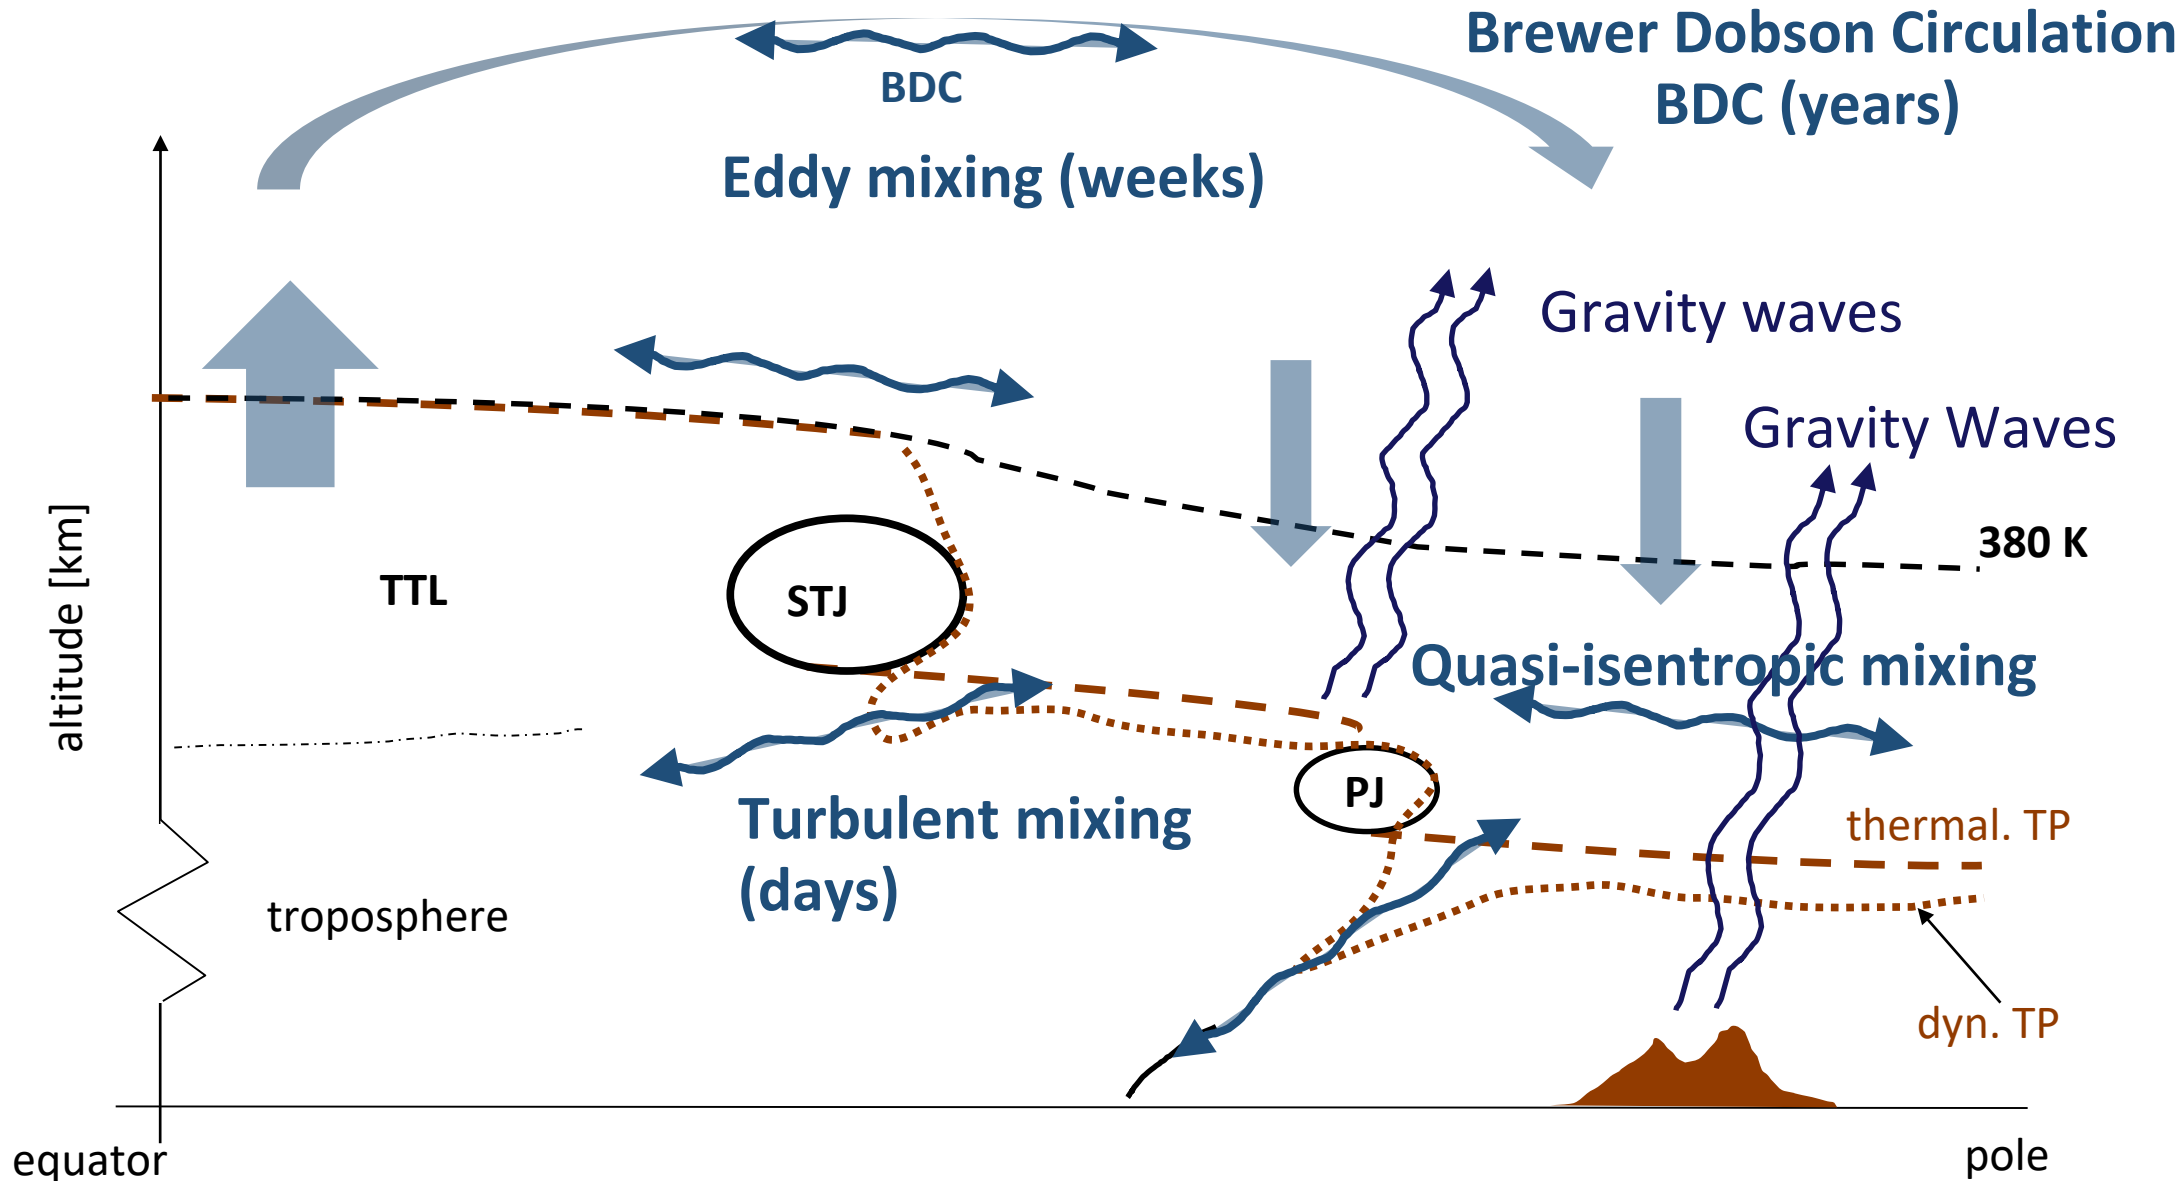 Brewer Dobson Circulation
BDC (years)
BDC
Eddy mixing (weeks)
Gravity waves
Gravity Waves
380 K
altitude [km]
TTL
STJ
Quasi-isentropic mixing
PJ
Turbulent mixing
(days)
thermal. TP
troposphere
dyn. TP
equator
pole